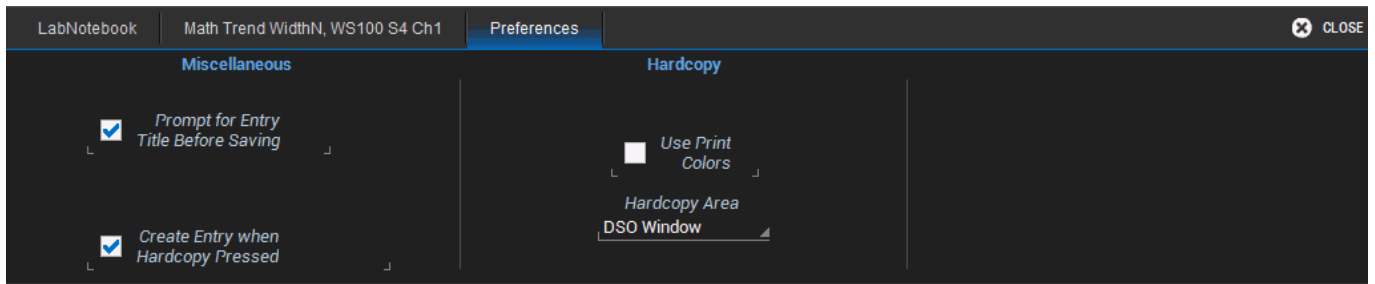 LabNotebook
Math Trend WidthN, WS100 S4 Ch1
Preferences
CLOSE
Miscellaneous
Prompt for Entry
Title Before Saving
Create Entry when
Hardcopy Pressed
Hardcopy
Use Print
Colors
Hardcopy Area
DSO Window